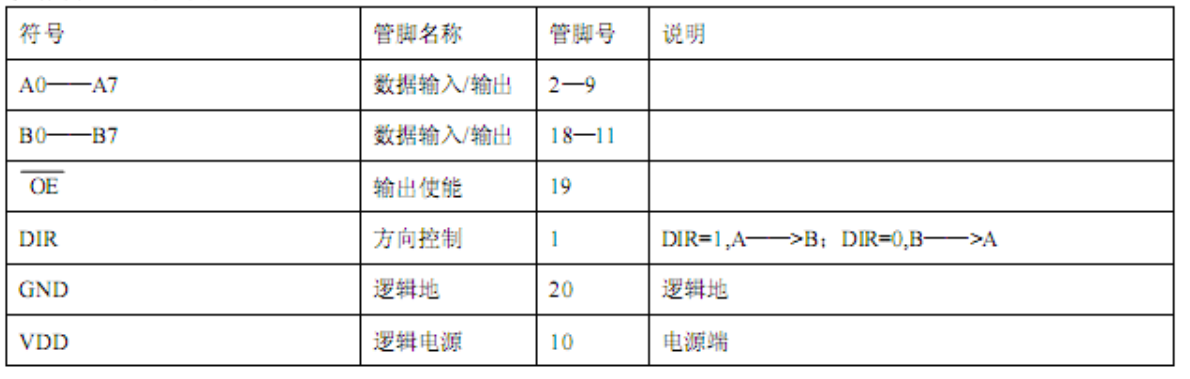 符号 管脚名称 管脚号 说明
A0——A7 数据输入/输出 2—9
B0——B7 数据输入/输出 18—11
O̅E̅ 输出使能 19
DIR 方向控制 1 DIR=1,A——>B；DIR=0,B——>A
GND 逻辑地 20 逻辑地
VDD 逻辑电源 10 电源端